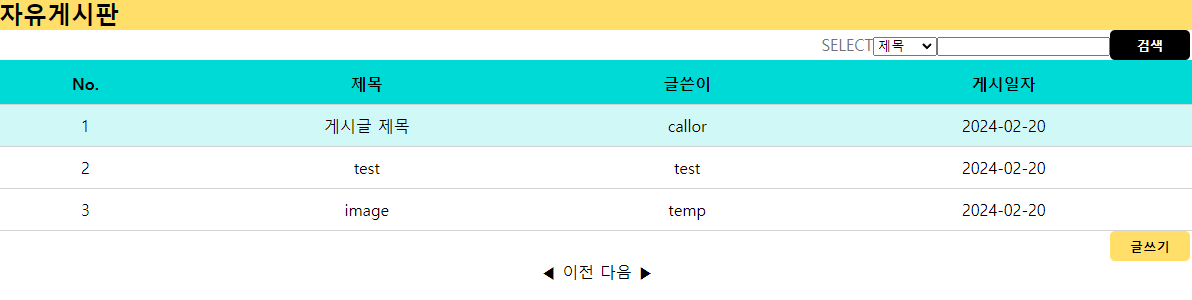 자유게시판
SELECT 제목 검색
No. 제목 글쓴이 게시일자
1 게시글 제목 callor 2024-02-20
2 test test 2024-02-20
3 image temp 2024-02-20
글쓰기
◀ 이전 다음 ▶